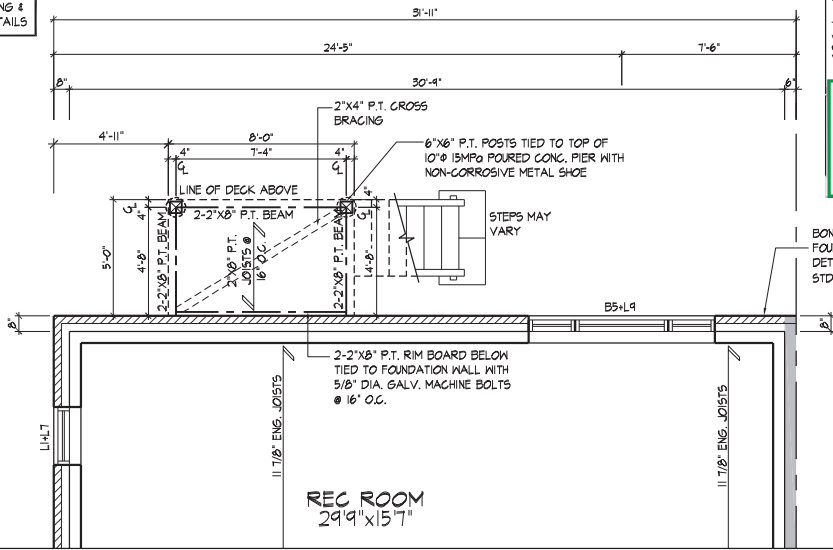 NG &
TAILS
31'-11"
24'-5"
7'-6"
8"
30'-9"
6"
2"X4" P.T. CROSS
BRACING
4'-11"
8'-0"
4"
7'-4"
4"
6"X6" P.T. POSTS TIED TO TOP OF
10"Φ 15MPa POURED CONC. PIER WITH
NON-CORROSIVE METAL SHOE
LINE OF DECK ABOVE
4"
4"
2-2"X8" P.T. BEAM
STEPS MAY
VARY
5'-0"
4'-8"
2-2"X8" P.T. BEAM
2"X8" P.T.
JOISTS @
16" O.C.
2-2"X8" P.T. BEAM
4'-8"
BON
FOU
DET
STD
8"
B5+L9
8"
2-2"X8" P.T. RIM BOARD BELOW
TIED TO FOUNDATION WALL WITH
5/8" DIA. GALV. MACHINE BOLTS
@ 16" O.C.
L1+L7
11 7/8" ENG. JOISTS
11 7/8" ENG. JOISTS
REC ROOM
29'9"x15'7"